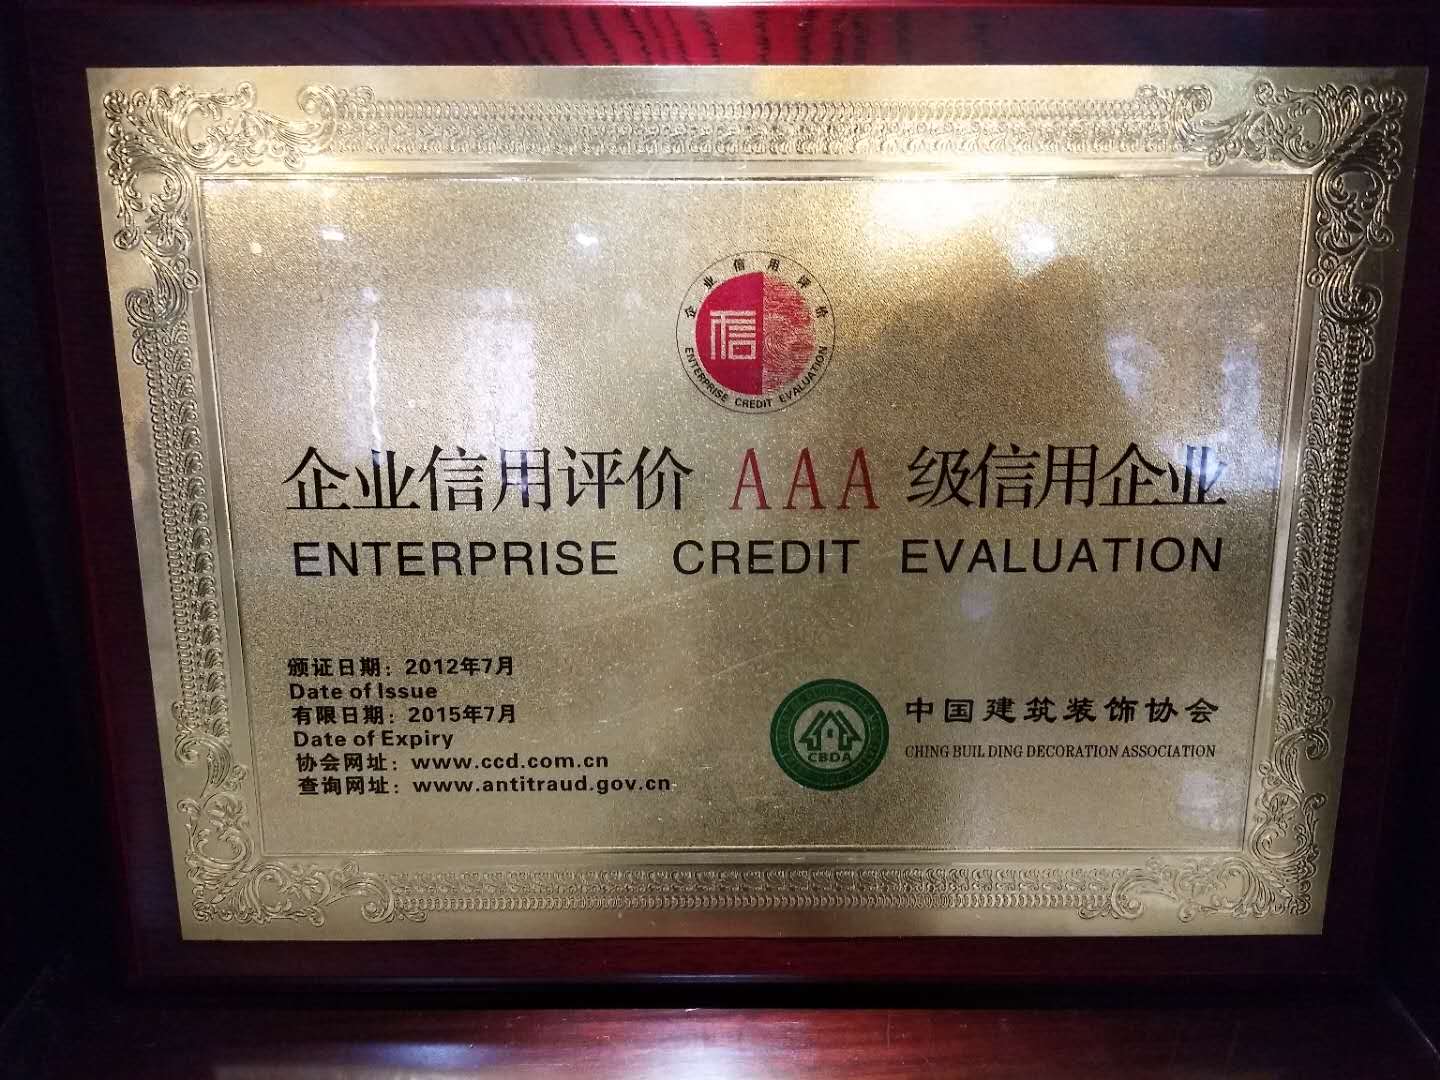 企业信用评价
信
ENTERPRISE CREDIT EVALUATION
企业信用评价 AAA 级信用企业
ENTERPRISE CREDIT EVALUATION
颁证日期：2012年7月
Date of Issue
有限日期：2015年7月
Date of Expiry
协会网址：www.ccd.com.cn
查询网址：www.antitraud.gov.cn
CBDA
中国建筑装饰协会
CHING BUIL DING DECORATION ASSOCIATION